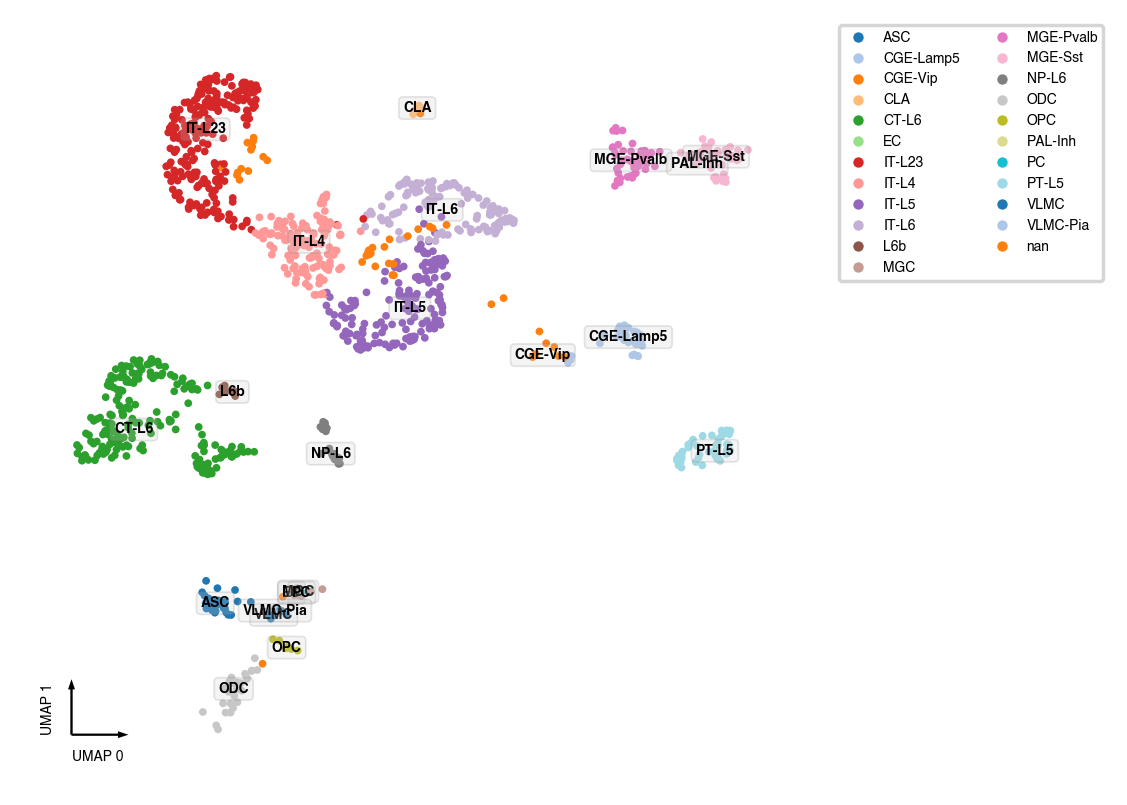 ASC
CGE-Lamp5
CGE-Vip
CLA
CT-L6
EC
IT-L23
IT-L4
IT-L5
IT-L6
L6b
MGC
MGE-Pvalb
MGE-Sst
NP-L6
ODC
OPC
PAL-Inh
PC
PT-L5
VLMC
VLMC-Pia
nan
CLA
IT-L23
MGE-Pvalb
PAL-Inh
MGE-Sst
IT-L6
IT-L4
IT-L5
CGE-Lamp5
CGE-Vip
L6b
CT-L6
NP-L6
PT-L5
ASC
VLMC-Pia
VLMC
OPC
ODC
UMAP 1
UMAP 0